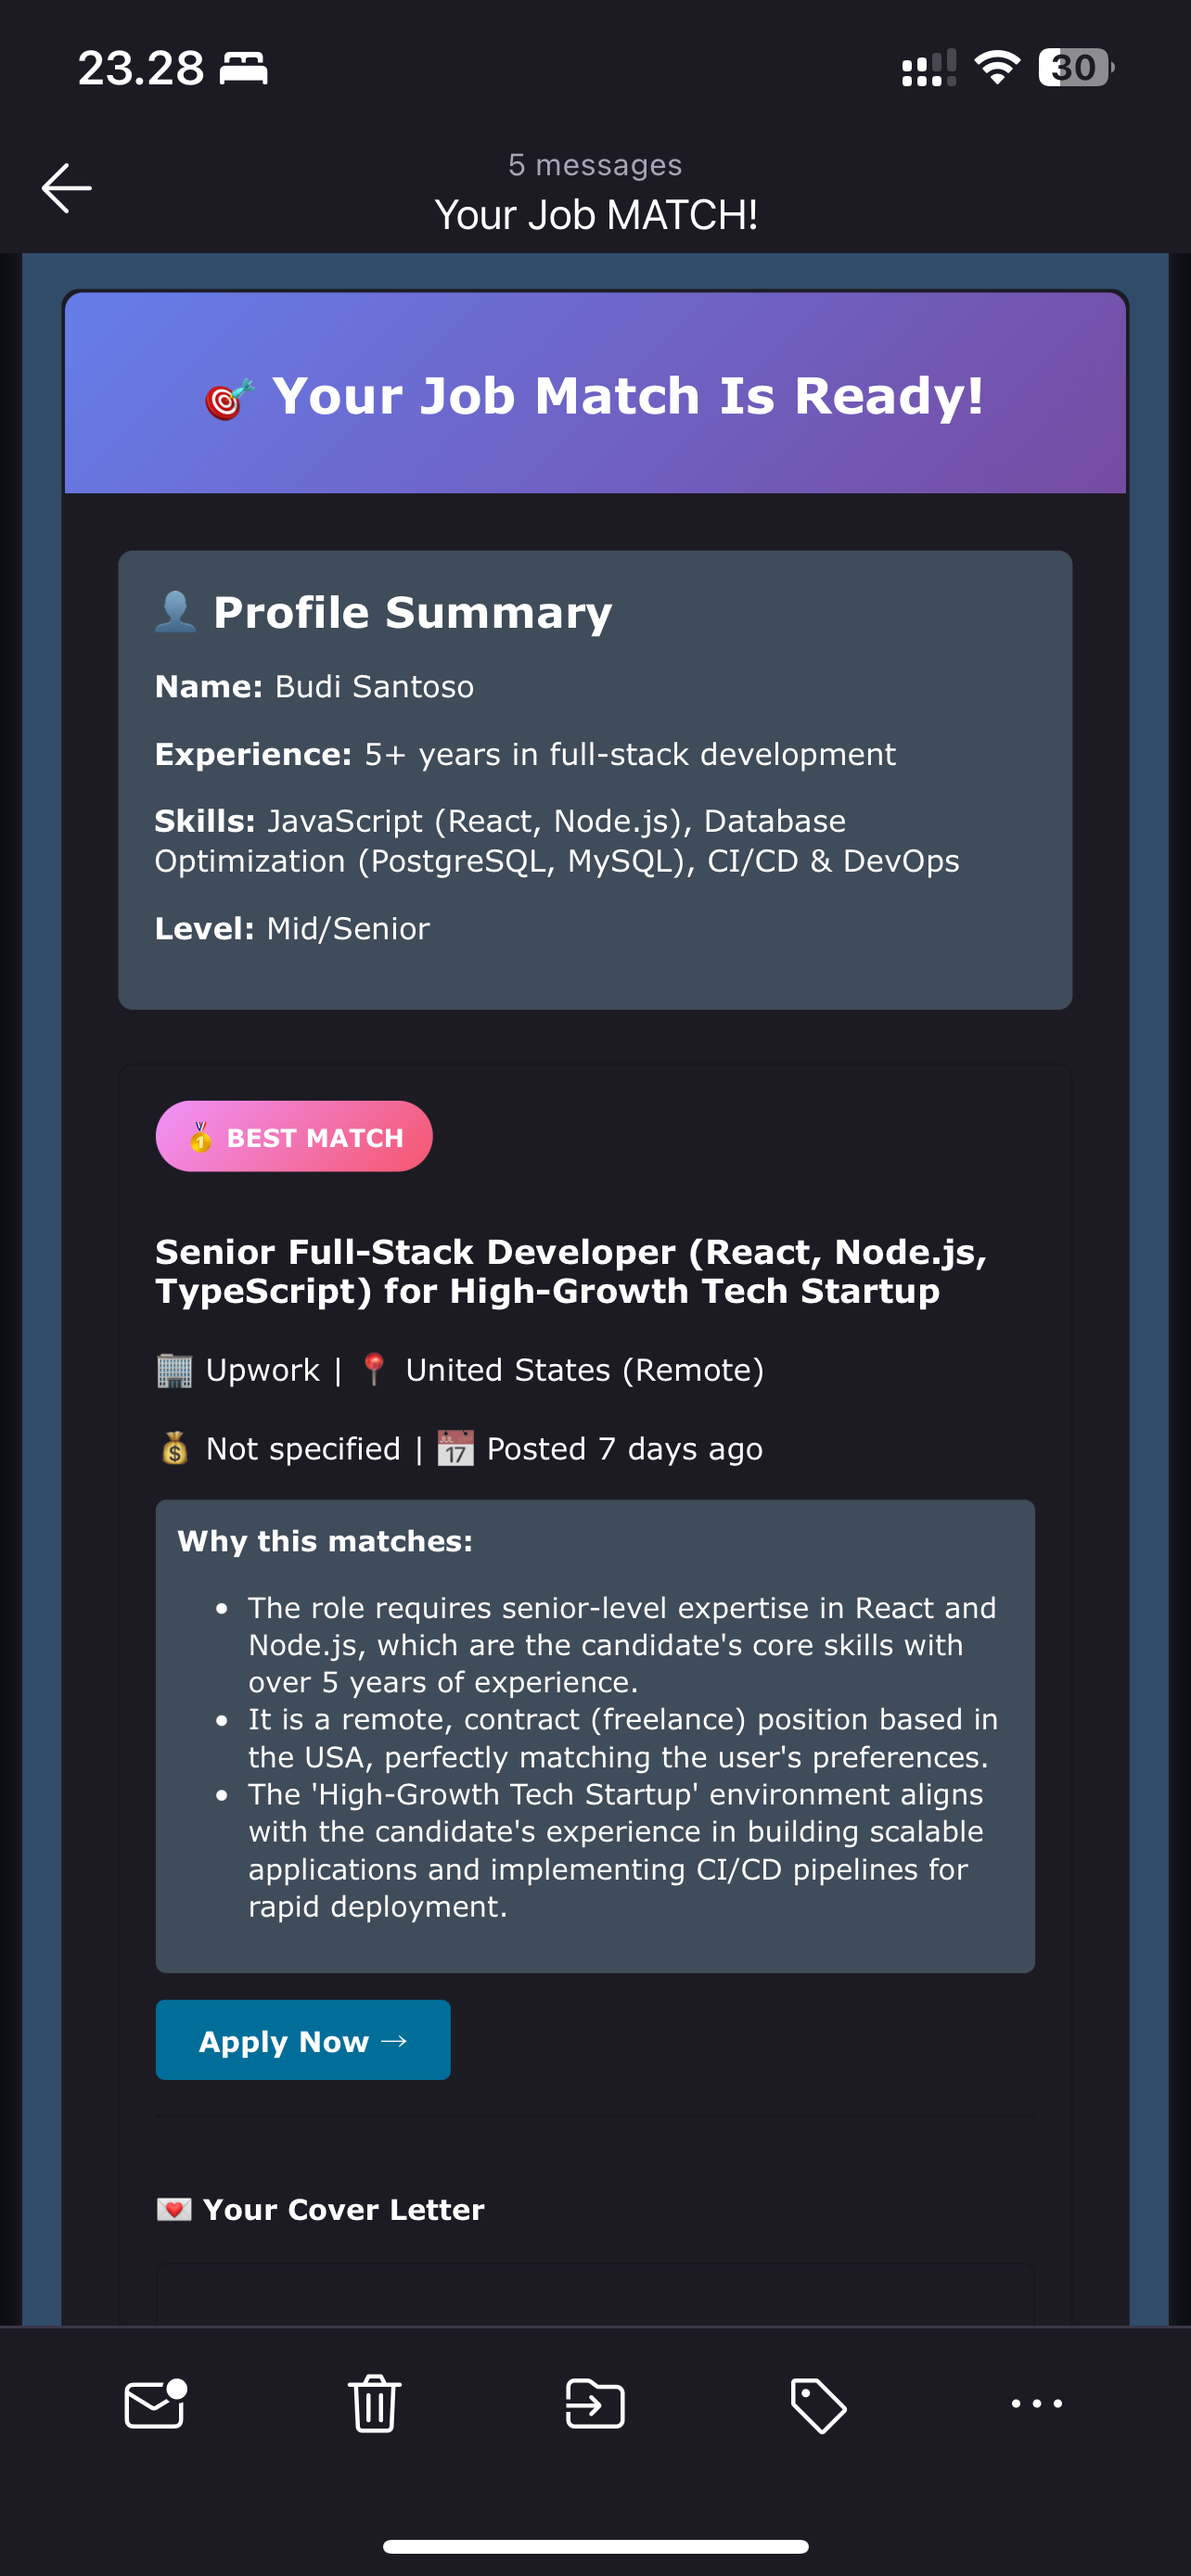 23.28
30
5 messages
Your Job MATCH!
🎯 Your Job Match Is Ready!
👤 Profile Summary
Name: Budi Santoso
Experience: 5+ years in full-stack development
Skills: JavaScript (React, Node.js), Database
Optimization (PostgreSQL, MySQL), CI/CD & DevOps
Level: Mid/Senior
🥇 BEST MATCH
Senior Full-Stack Developer (React, Node.js,
TypeScript) for High-Growth Tech Startup
🏢 Upwork | 📍 United States (Remote)
💰 Not specified | 📅 Posted 7 days ago
Why this matches:
• The role requires senior-level expertise in React and
Node.js, which are the candidate's core skills with
over 5 years of experience.
• It is a remote, contract (freelance) position based in
the USA, perfectly matching the user's preferences.
• The 'High-Growth Tech Startup' environment aligns
with the candidate's experience in building scalable
applications and implementing CI/CD pipelines for
rapid deployment.
Apply Now →
💌 Your Cover Letter